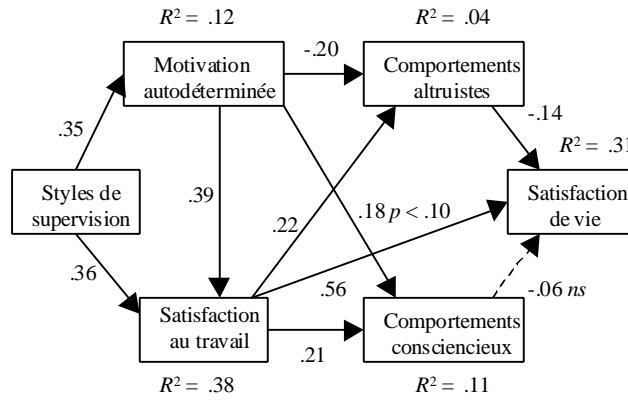 R² = .12
R² = .04
Motivation
autodéterminée
-.20
Comportements
altruistes
.35
-.14
R² = .31
Styles de
supervision
.39
.22
.18 p < .10
Satisfaction
de vie
.36
.56
-.06 ns
Satisfaction
au travail
.21
Comportements
consciencieux
R² = .38
R² = .11